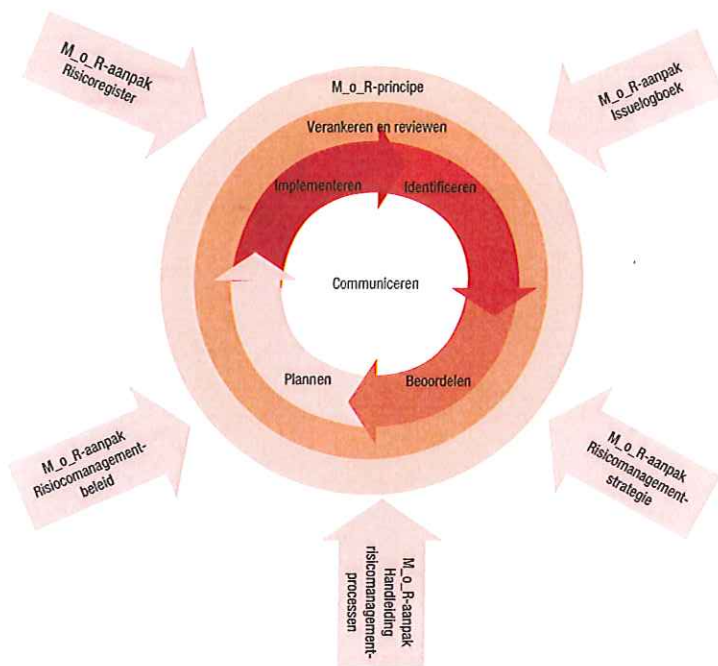 M_o_R-aanpak
Risicoregister
M_o_R-aanpak
Issuelogboek
M_o_R-principe
Verankeren en reviewen
Implementeren
Identificeren
Communiceren
Plannen
Beoordelen
M_o_R-aanpak
Risiocomanagement-
beleid
M_o_R-aanpak
Risicomanagement-
strategie
M_o_R-aanpak
Handleiding
risicomanagement-
processen